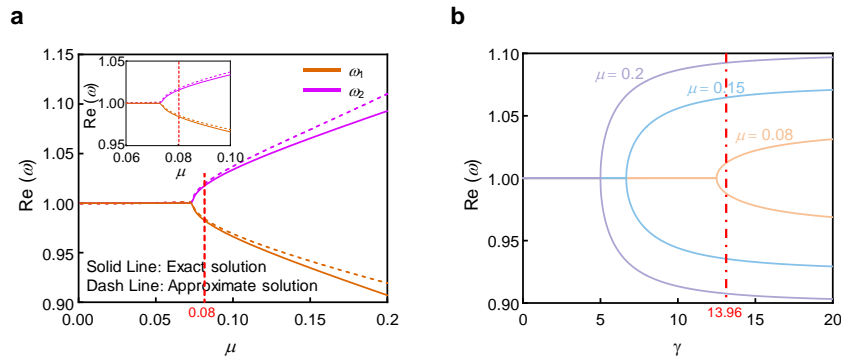 a
b
1.15
1.10
1.05
1.00
0.95
0.90
Re (ω)
1.05
1.00
0.95
Re (ω)
0.06
0.08
0.10
μ
ω1
ω2
Solid Line: Exact solution
Dash Line: Approximate solution
0.08
0.00
0.05
0.10
0.15
0.2
μ
1.10
1.05
1.00
0.95
0.90
Re (ω)
μ = 0.2
μ = 0.15
μ = 0.08
13.96
0
5
10
15
20
γ